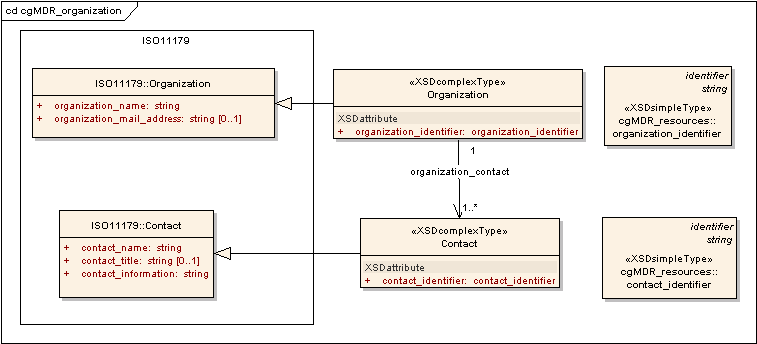 cd cgMDR_organization
ISO11179
ISO11179::Organization
+ organization_name: string
+ organization_mail_address: string [0..1]
«XSDcomplexType»
Organization
XSDattribute
+ organization_identifier: organization_identifier
identifier
string
«XSDsimpleType»
cgMDR_resources::
organization_identifier
1
organization_contact
1..*
ISO11179::Contact
+ contact_name: string
+ contact_title: string [0..1]
+ contact_information: string
«XSDcomplexType»
Contact
XSDattribute
+ contact_identifier: contact_identifier
identifier
string
«XSDsimpleType»
cgMDR_resources::
contact_identifier